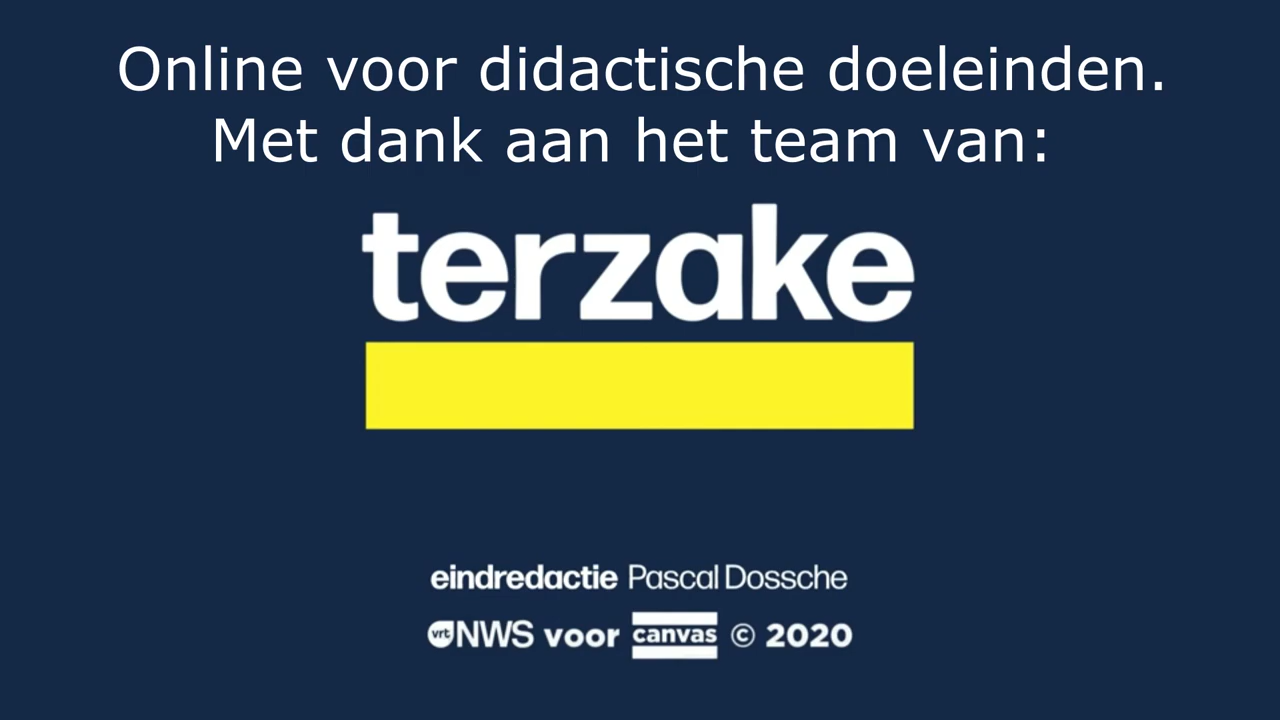 Online voor didactische doeleinden.
Met dank aan het team van:
terzake
eindredactie Pascal Dossche
vrt NWS voor canvas © 2020